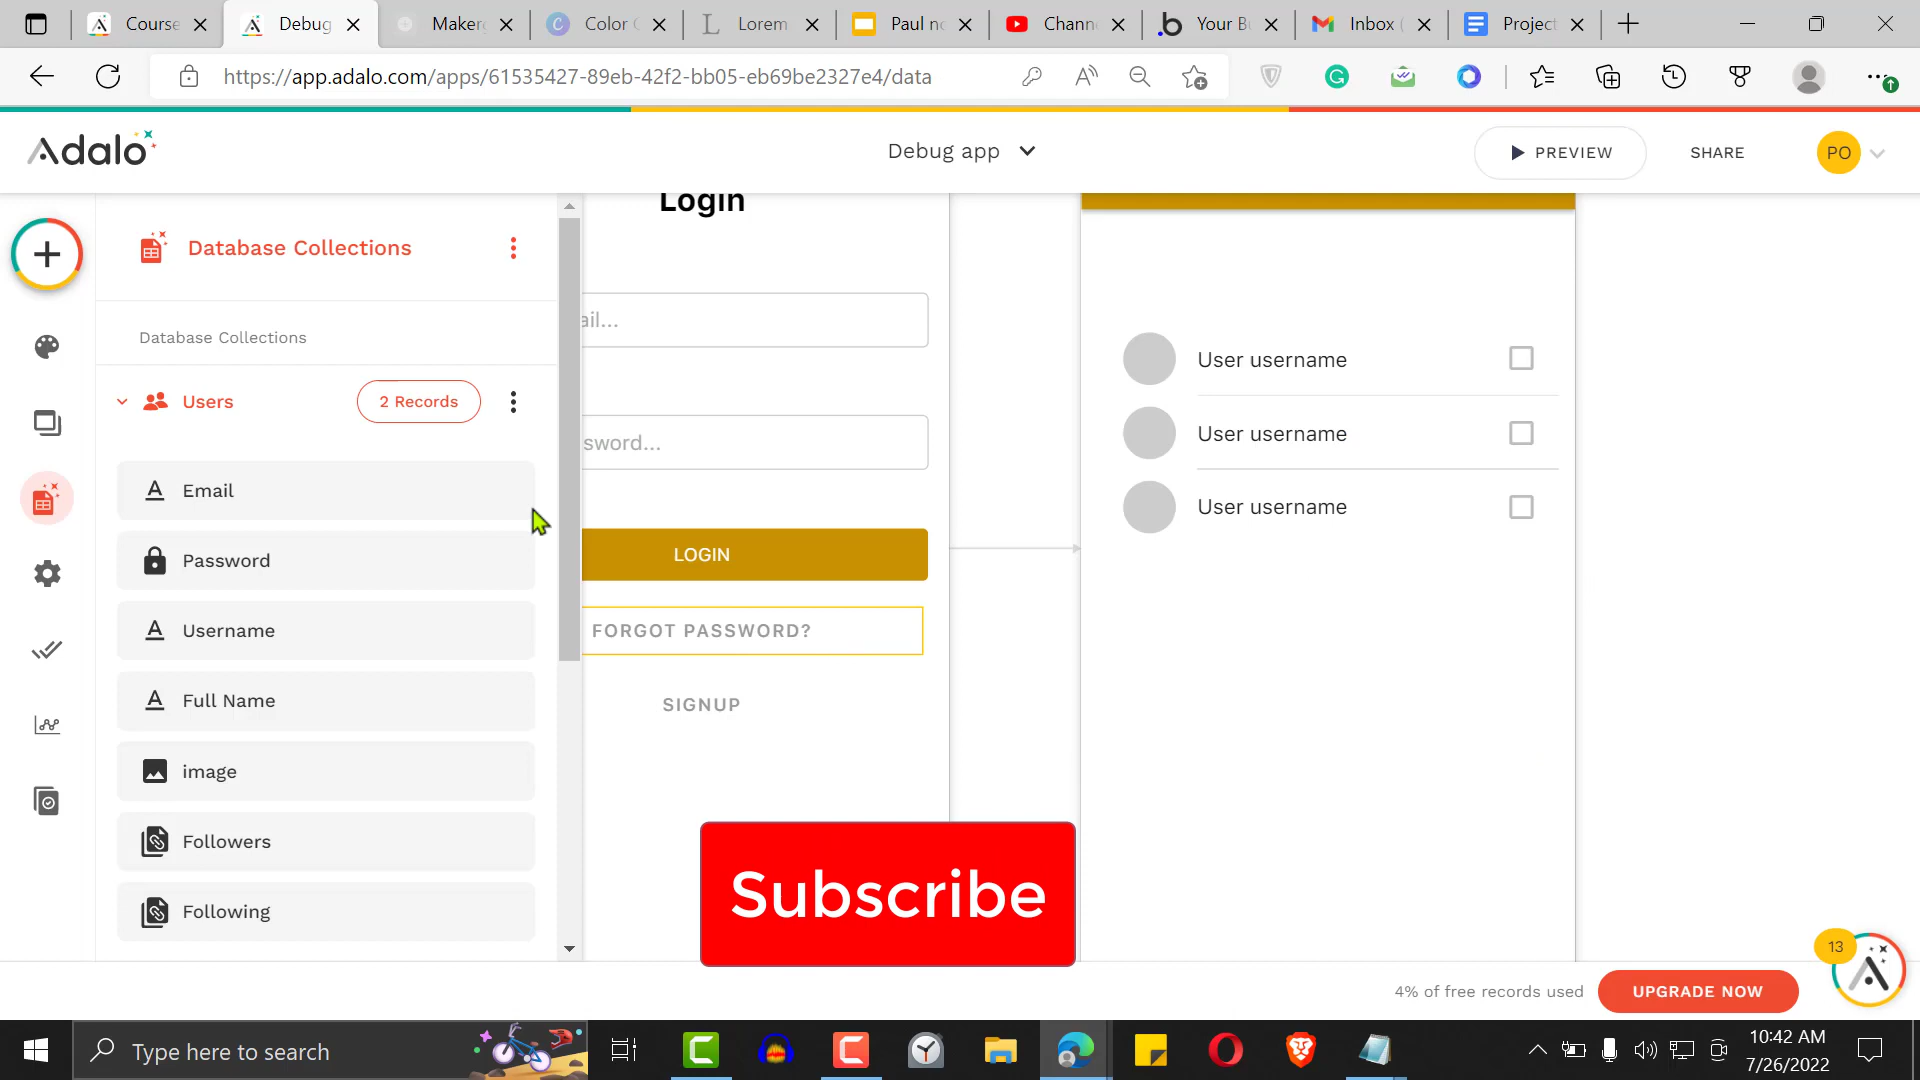 Course
Debug
Maker
Color C
Lorem
Paul no
Chann
Your B
Inbox (
Project
https://app.adalo.com/apps/61535427-89eb-42f2-bb05-eb69be2327e4/data
Adalo
Debug app
PREVIEW
SHARE
PO
Database Collections
Database Collections
Users
2 Records
Email
Password
Username
Full Name
image
Followers
Following
Login
ail...
sword...
LOGIN
FORGOT PASSWORD?
SIGNUP
User username
User username
User username
Subscribe
13
4% of free records used
UPGRADE NOW
Type here to search
10:42 AM
7/26/2022